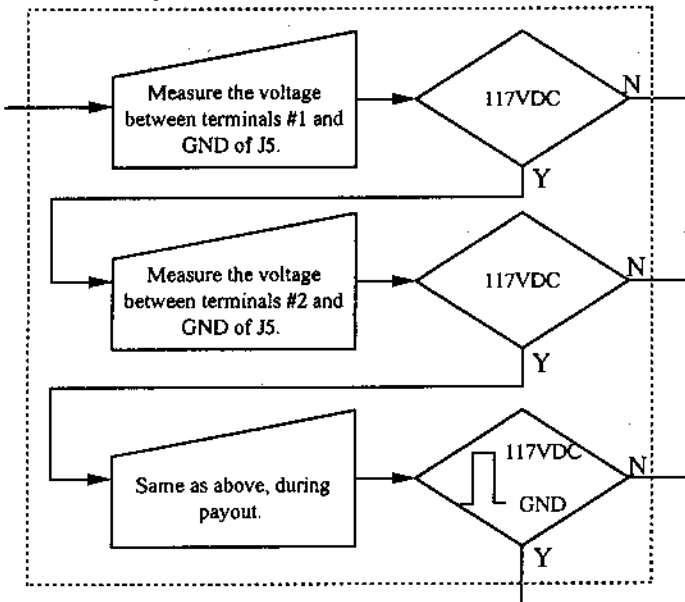 Measure the voltage
between terminals #1 and
GND of J5.
117VDC
N
Y
Measure the voltage
between terminals #2 and
GND of J5.
117VDC
N
Y
Same as above, during
payout.
117VDC
GND
N
Y